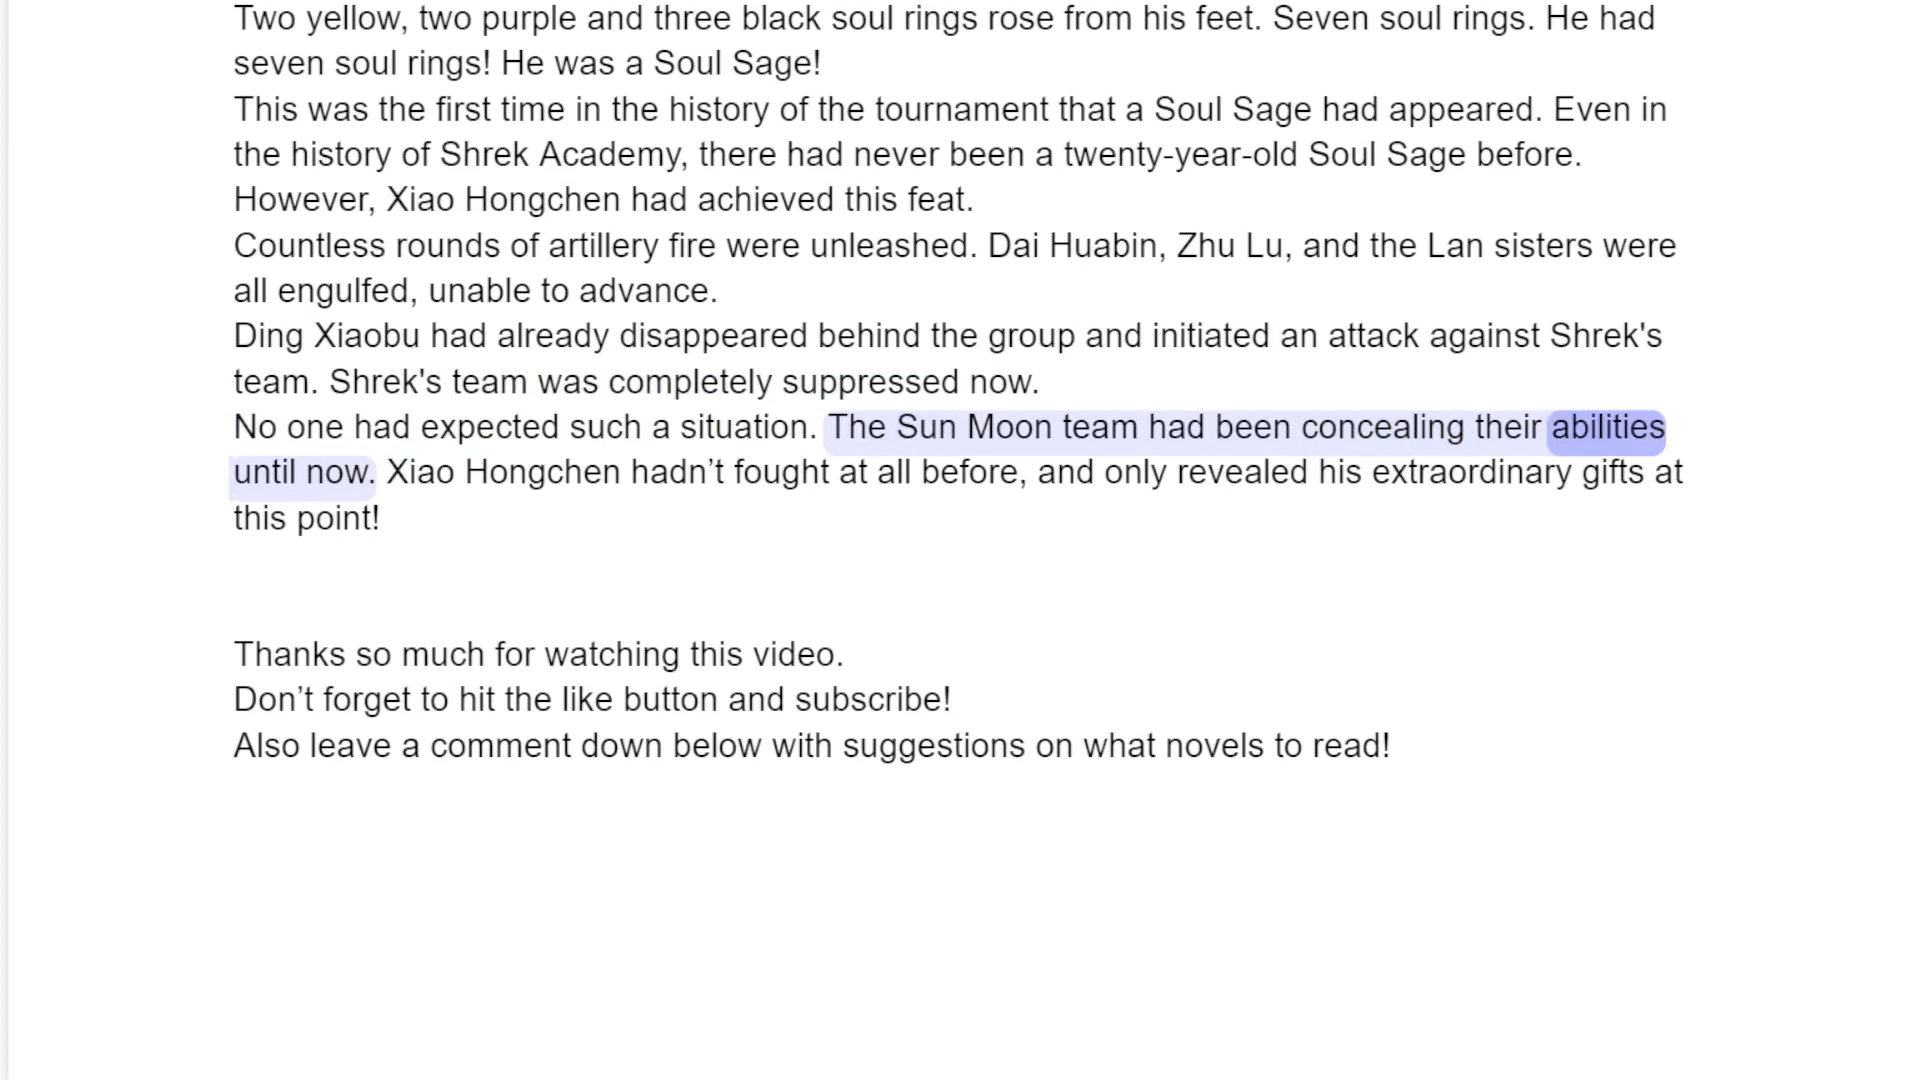 Two yellow, two purple and three black soul rings rose from his feet. Seven soul rings. He had
seven soul rings! He was a Soul Sage!
This was the first time in the history of the tournament that a Soul Sage had appeared. Even in
the history of Shrek Academy, there had never been a twenty-year-old Soul Sage before.
However, Xiao Hongchen had achieved this feat.
Countless rounds of artillery fire were unleashed. Dai Huabin, Zhu Lu, and the Lan sisters were
all engulfed, unable to advance.
Ding Xiaobu had already disappeared behind the group and initiated an attack against Shrek's
team. Shrek's team was completely suppressed now.
No one had expected such a situation. The Sun Moon team had been concealing their abilities
until now. Xiao Hongchen hadn’t fought at all before, and only revealed his extraordinary gifts at
this point!
Thanks so much for watching this video.
Don’t forget to hit the like button and subscribe!
Also leave a comment down below with suggestions on what novels to read!